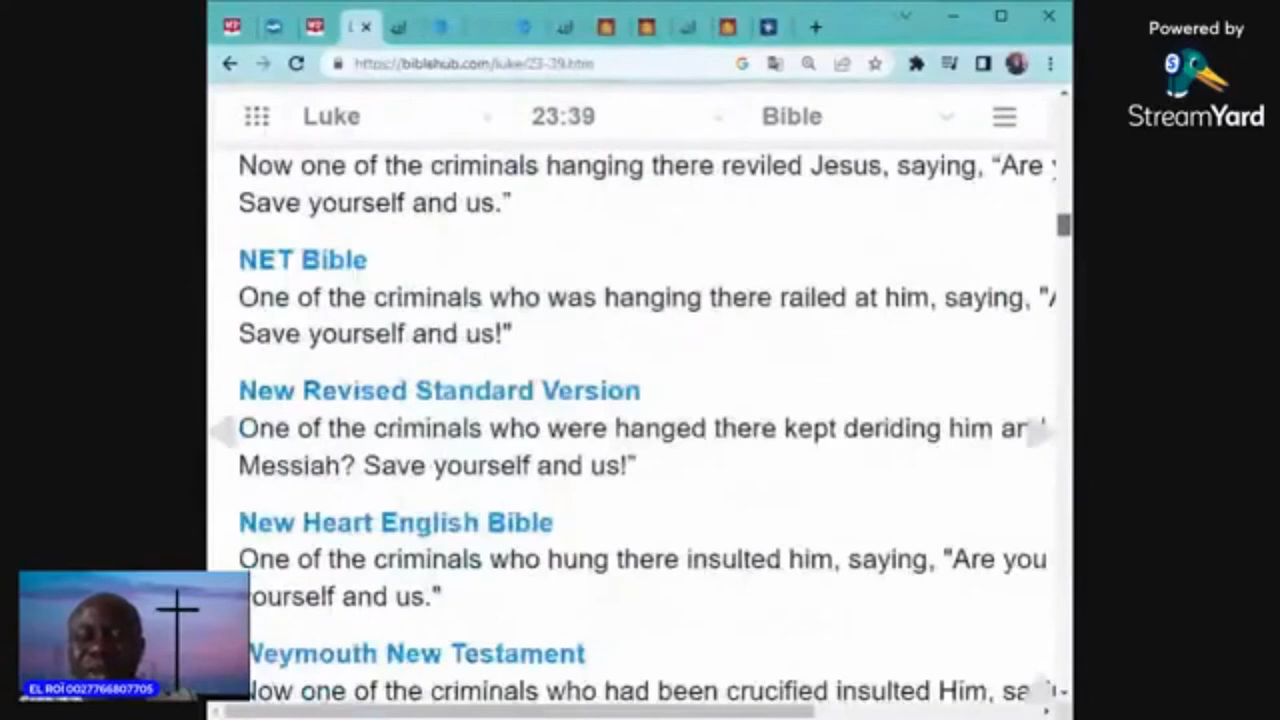 Powered by
StreamYard
https://biblehub.com/luke/23-39.htm
Luke 23:39 Bible
Now one of the criminals hanging there reviled Jesus, saying, “Are
Save yourself and us.”
NET Bible
One of the criminals who was hanging there railed at him, saying, "
Save yourself and us!"
New Revised Standard Version
One of the criminals who were hanged there kept deriding him
Messiah? Save yourself and us!”
New Heart English Bible
One of the criminals who hung there insulted him, saying, "Are you
ourself and us."
Weymouth New Testament
Now one of the criminals who had been crucified insulted Him,
EL ROÏ 0027766807705